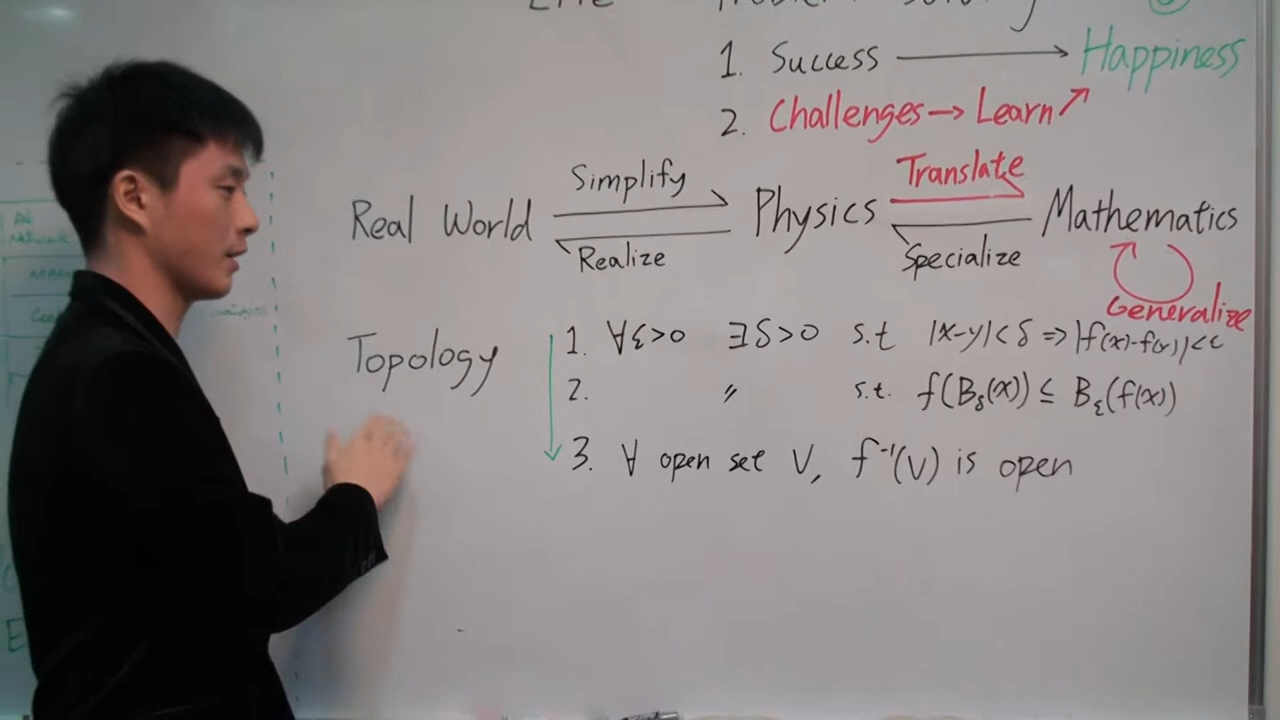 1. Success → Happiness
2. Challenges → Learn ↗
Simplify
Translate
Real World ⇌ Physics ⇌ Mathematics
Realize
Specialize
Generalize
Topology
1. ∀ε>0 ∃δ>0 s.t |x-y|<δ ⇒ |f(x)-f(y)|<ε
2. 〃 s.t. f(B_δ(x)) ⊆ B_ε(f(x))
3. ∀ open set V, f⁻¹(V) is open